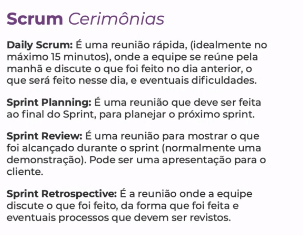 Scrum Cerimônias
Daily Scrum: É uma reunião rápida, (idealmente no
máximo 15 minutos), onde a equipe se reúne pela
manhã e discute o que foi feito no dia anterior, o
que será feito nesse dia, e eventuais dificuldades.
Sprint Planning: É uma reunião que deve ser feita
ao final do Sprint, para planejar o próximo sprint.
Sprint Review: É uma reunião para mostrar o que
foi alcançado durante o sprint (normalmente uma
demonstração). Pode ser uma apresentação para o
cliente.
Sprint Retrospective: É a reunião onde a equipe
discute o que foi feito, da forma que foi feita e
eventuais processos que devem ser revistos.